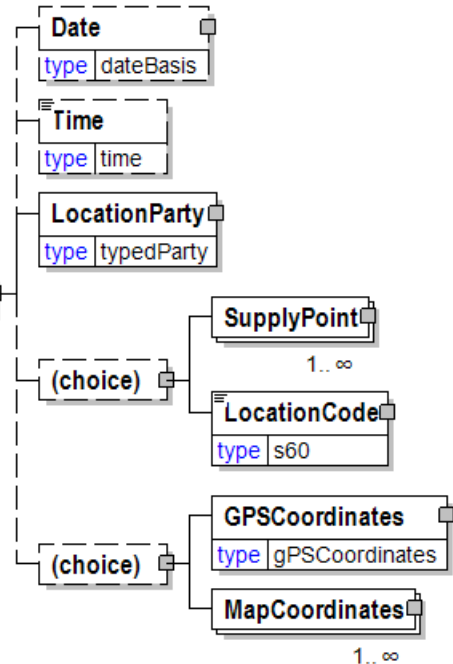 Date
type dateBasis
Time
type time
LocationParty
type typedParty
(choice)
SupplyPoint
1.. ∞
LocationCode
type s60
(choice)
GPSCoordinates
type gPSCoordinates
MapCoordinates
1.. ∞